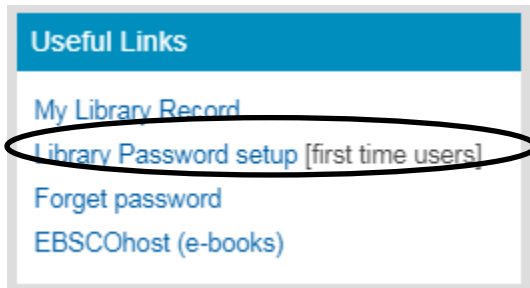 Useful Links
My Library Record
Library Password setup [first time users]
Forget password
EBSCOhost (e-books)